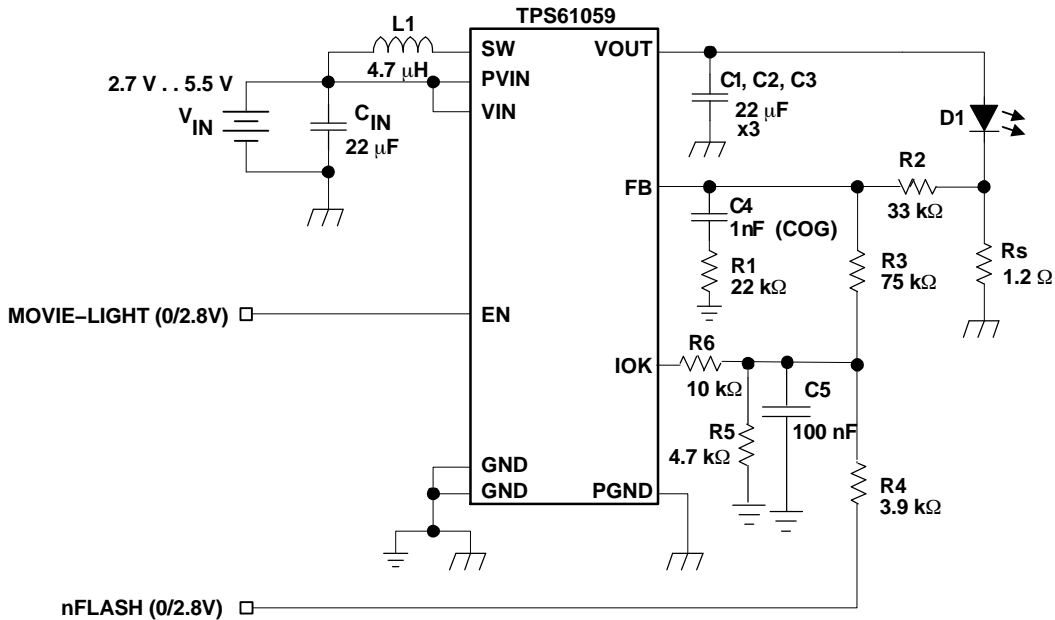 TPS61059
L1
SW
4.7 μH
PVIN
VIN
VOUT
2.7 V . . 5.5 V
VIN
CIN
22 μF
C1, C2, C3
22 μF
x3
D1
FB
R2
33 kΩ
C4
1nF (COG)
R1
22 kΩ
R3
75 kΩ
Rs
1.2 Ω
MOVIE–LIGHT (0/2.8V)
EN
IOK
R6
10 kΩ
R5
4.7 kΩ
C5
100 nF
R4
3.9 kΩ
GND
GND
PGND
nFLASH (0/2.8V)